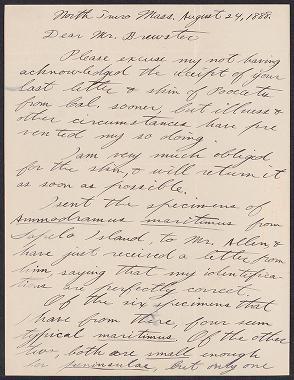 North Truro Mass, August 24, 1888.
Dear Mr. Brewster
Please excuse my not having
acknowledged the receipt of your
last letter & skin of
from Cal. sooner, but illness &
other circumstances have pre
vented my so doing.
I am very much obliged
for the skin, & will return it
as soon as possible.
I sent the specimens of
Ammodramus maritimus from
Sapelo Island, to Mr. Allen, &
have just received a letter from
him, saying that my identifica-
tions are perfectly correct.
Of the six specimens that
I have from there, four seem
typical maritimus. Of the other
two, both are small enough
for peninsulae, but only one